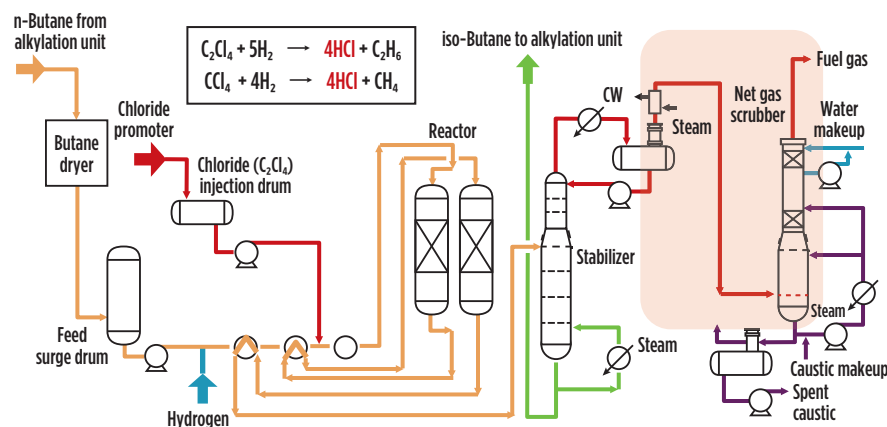 n-Butane from
alkylation unit
C₂Cl₄ + 5H₂ → 4HCl + C₂H₆
CCl₄ + 4H₂ → 4HCl + CH₄
iso-Butane to alkylation unit
Fuel gas
Chloride
promoter
Butane
dryer
Chloride (C₂Cl₄)
injection drum
Reactor
CW
Steam
Net gas
scrubber
Water
makeup
Stabilizer
Feed
surge drum
Steam
Steam
Hydrogen
Caustic makeup
Spent
caustic